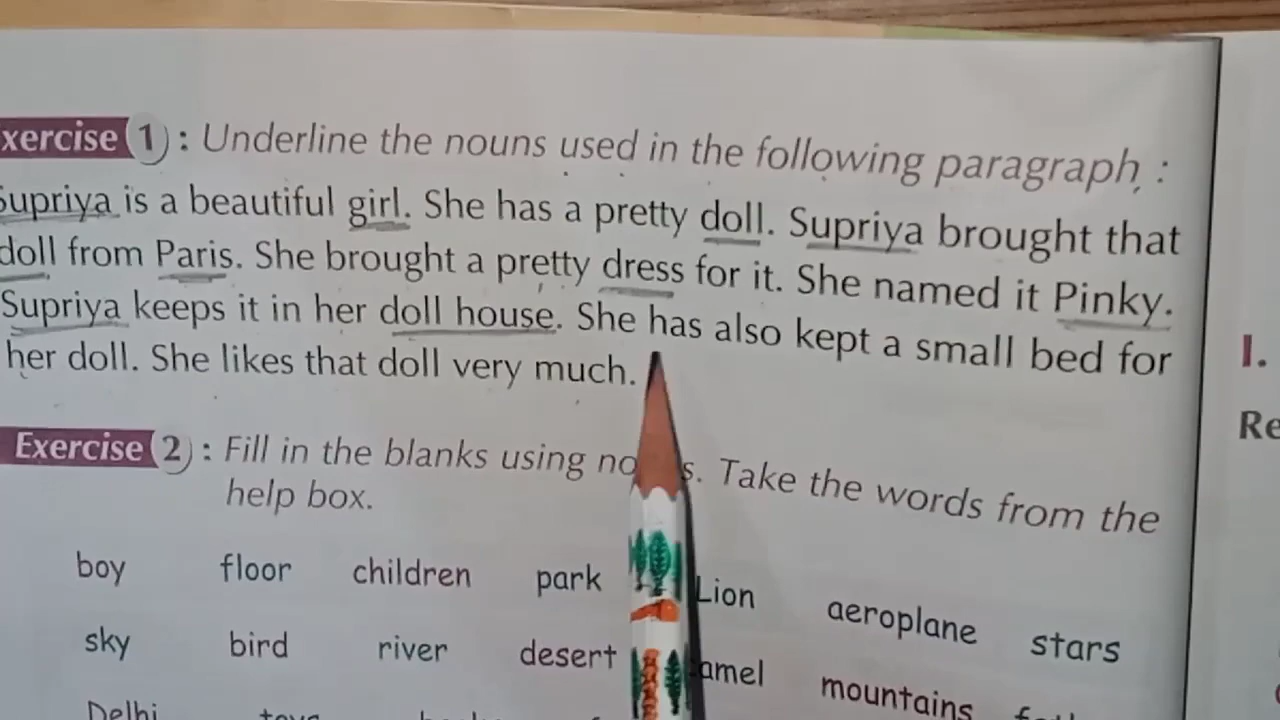 xercise 1 : Underline the nouns used in the following paragraph :
Supriya is a beautiful girl. She has a pretty doll. Supriya brought that
doll from Paris. She brought a pretty dress for it. She named it Pinky.
Supriya keeps it in her doll house. She has also kept a small bed for
her doll. She likes that doll very much.
I.
Re
Exercise 2 : Fill in the blanks using no s. Take the words from the
help box.
boy floor children park Lion aeroplane stars
sky bird river desert amel mountains
Delhi